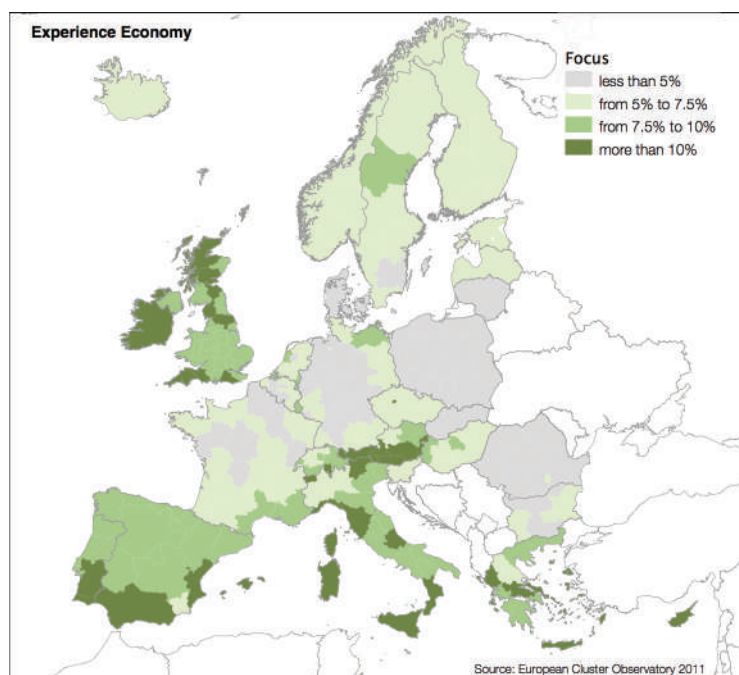 Experience Economy
Focus
less than 5%
from 5% to 7.5%
from 7.5% to 10%
more than 10%
Source: European Cluster Observatory 2011